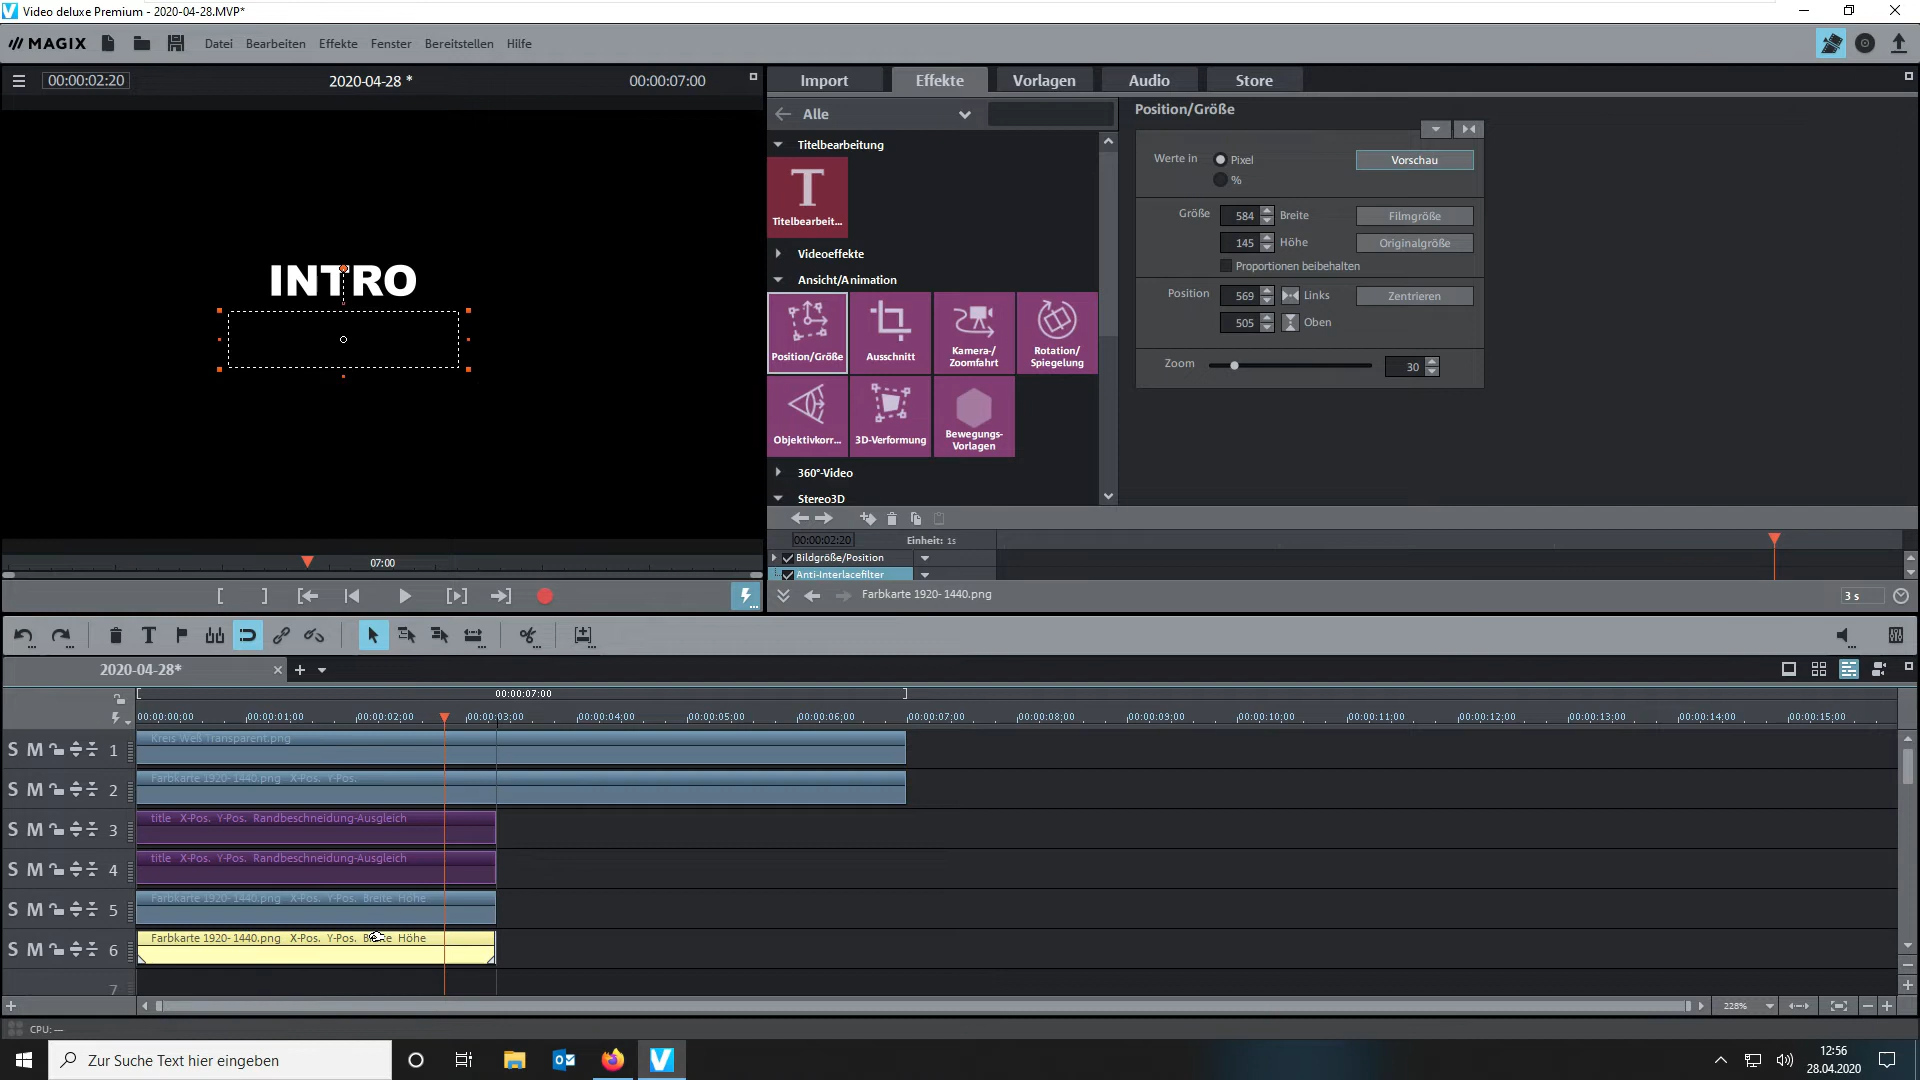 Video deluxe Premium - 2020-04-28.MVP*
MAGIX Datei Bearbeiten Effekte Fenster Bereitstellen Hilfe
00:00:02:20 2020-04-28 * 00:00:07:00
Import Effekte Vorlagen Audio Store
Alle
Position/Größe
Titelbearbeitung
Titelbearbeit...
Videoeffekte
Ansicht/Animation
Position/Größe Ausschnitt Kamera-/ Zoomfahrt Rotation/ Spiegelung
Objektivkorr... 3D-Verformung Bewegungs- Vorlagen
360°-Video
Stereo3D
Werte in Pixel Vorschau
%
Größe 584 Breite Filmgröße
145 Höhe Originalgröße
Proportionen beibehalten
Position 569 Links Zentrieren
505 Oben
Zoom 30
INTRO
07:00
00:00:02:20 Einheit: 1s
Bildgröße/Position
Anti-Interlacefilter
Farbkarte 1920-1440.png 3 s
2020-04-28*
00:00:07:00
00:00:00;00 00:00:01;00 00:00:02;00 00:00:03;00 00:00:04;00 00:00:05;00 00:00:06;00 00:00:07;00 00:00:08;00 00:00:09;00 00:00:10;00 00:00:11;00 00:00:12;00 00:00:13;00 00:00:14;00 00:00:15;00
S M 1 Kreis Weß Transparent.png
S M 2 Farbkarte 1920-1440.png X-Pos. Y-Pos.
S M 3 title X-Pos. Y-Pos. Randbeschneidung-Ausgleich
S M 4 title X-Pos. Y-Pos. Randbeschneidung-Ausgleich
S M 5 Farbkarte 1920-1440.png X-Pos. Y-Pos. Breite Höhe
S M 6 Farbkarte 1920-1440.png X-Pos. Y-Pos. Höhe
7
228%
CPU: —
Zur Suche Text hier eingeben
12:56
28.04.2020